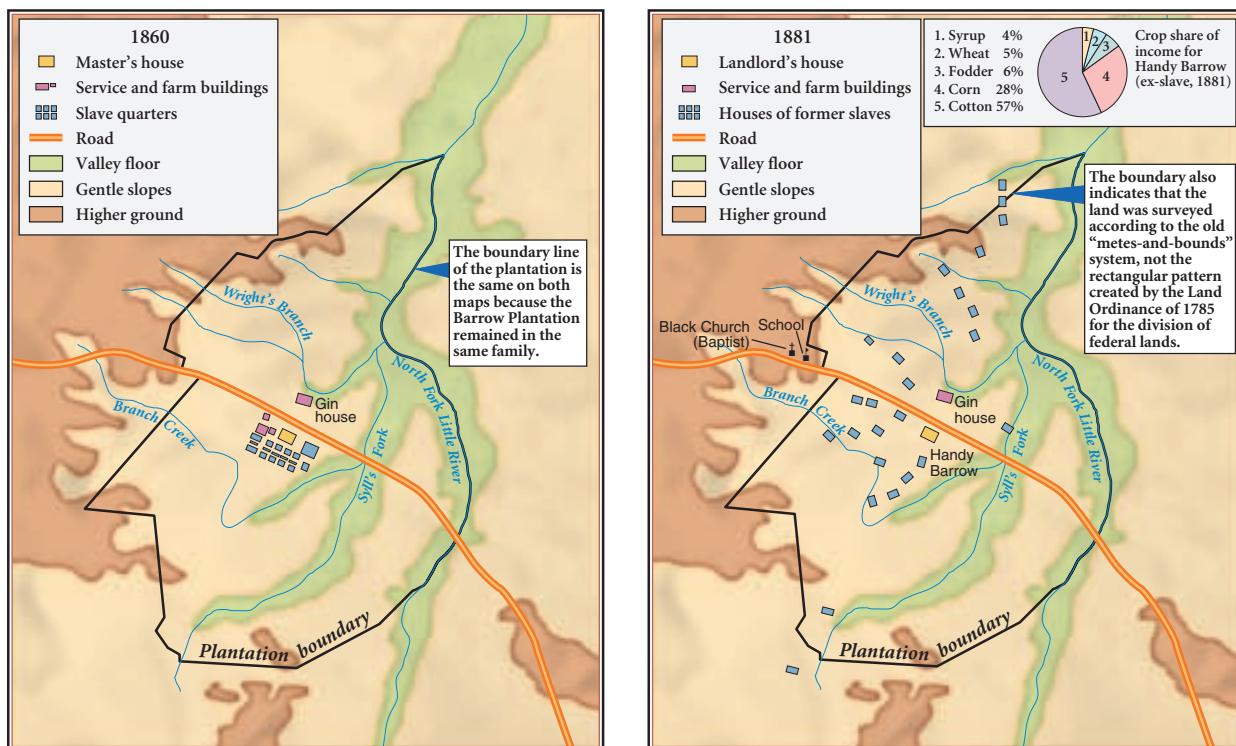 1860
Master's house
Service and farm buildings
Slave quarters
Road
Valley floor
Gentle slopes
Higher ground
The boundary line
of the plantation is
the same on both
maps because the
Barrow Plantation
remained in the
same family.
Wright's Branch
Branch Creek
Gin
house
North Fork Little River
Syll's Fork
Plantation boundary
1881
Landlord's house
Service and farm buildings
Houses of former slaves
Road
Valley floor
Gentle slopes
Higher ground
1. Syrup 4%
2. Wheat 5%
3. Fodder 6%
4. Corn 28%
5. Cotton 57%
1
2
3
4
5
Crop share of
income for
Handy Barrow
(ex-slave, 1881)
The boundary also
indicates that the
land was surveyed
according to the old
“metes-and-bounds”
system, not the
rectangular pattern
created by the Land
Ordinance of 1785
for the division of
federal lands.
Wright's Branch
Black Church
(Baptist)
School
Branch Creek
Gin
house
Handy
Barrow
North Fork Little River
Syll's Fork
Plantation boundary